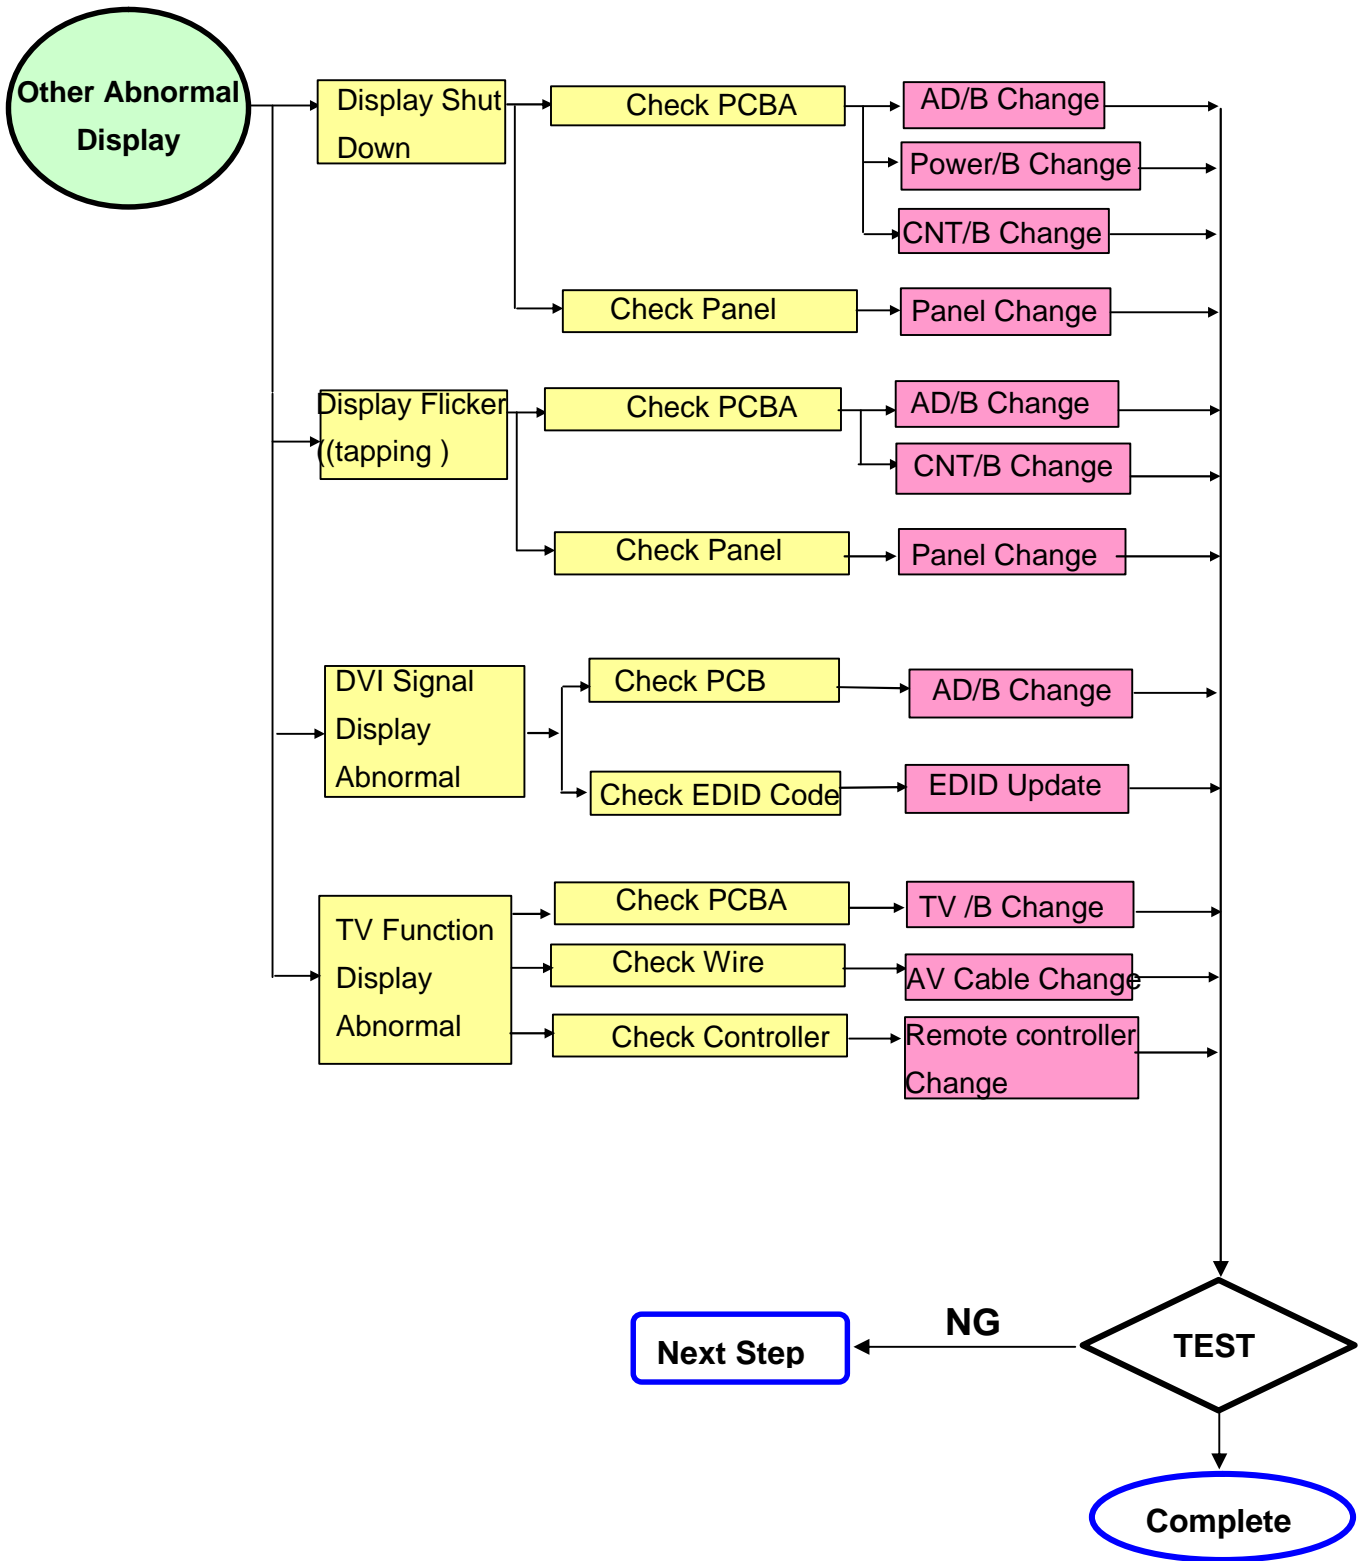 Other Abnormal
Display
Display Shut
Down
Check PCBA
AD/B Change
Power/B Change
CNT/B Change
Check Panel
Panel Change
Display Flicker
((tapping )
Check PCBA
AD/B Change
CNT/B Change
Check Panel
Panel Change
DVI Signal
Display
Abnormal
Check PCB
AD/B Change
Check EDID Code
EDID Update
TV Function
Display
Abnormal
Check PCBA
TV /B Change
Check Wire
AV Cable Change
Check Controller
Remote controller
Change
TEST
NG
Next Step
Complete